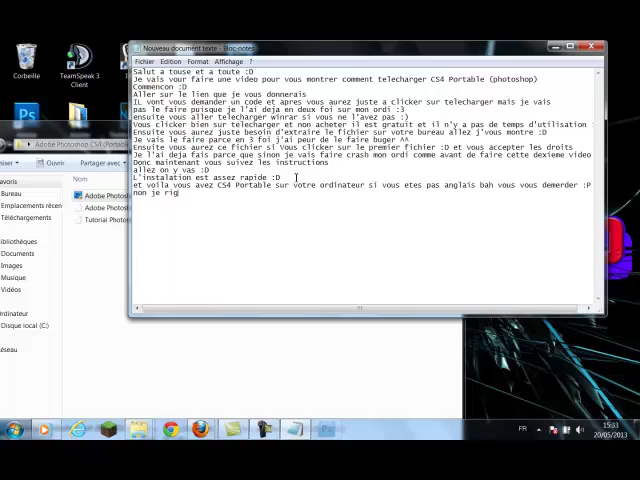 Nouveau document texte - Bloc-notes
Fichier Edition Format Affichage ?
Salut a touse et a toute :D
Je vais vour faire une video pour vous montrer comment telecharger CS4 Portable (photoshop)
Commencon :D
Aller sur le lien que je vous donnerais
IL vont vous demander un code et apres vous aurez juste a clicker sur telecharger mais je vais
pas le faire puisque je l'ai deja en deux foi sur mon ordi :3
ensuite vous aller telecharger winrar si vous ne l'avez pas :)
Vous clicker bien sur telecharger et non acheter il est gratuit et il n'y a pas de temps d'utilisation :
Ensuite vous aurez juste besoin d'extraire le fichier sur votre bureau allez j'vous montre :D
Je vais le faire parce en 3 foi j'ai peur de le faire buger ^^
Ensuite vous aurez ce fichier si Vous clicker sur le premier fichier :D et vous accepter les droits
Je l'ai deja fais parce que sinon je vais faire crash mon ordi comme avant de faire cette dexieme video
Donc maintenant vous suivez les instructions
allez on y vas :D
L'instalation est assez rapide :D
et voila vous avez CS4 Portable sur votre ordinateur si vous etes pas anglais bah vous vous demerder :P
non je rig
Corbeille
TeamSpeak 3
Client
Adobe Photoshop CS4 (Portable)
Ouvrir
Partager avec
Bureau
Emplacements récents
Adobe Photosh
Adobe Photosh
Tutorial Photosh
Documents
Images
Musique
Vidéos
Disque local (C:)
FR
15:33
20/05/2013